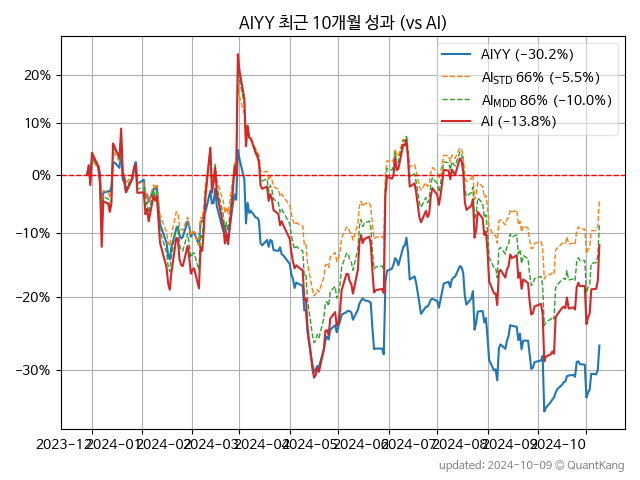 AIYY 최근 10개월 성과 (vs AI)
AIYY (−30.2%)
AI_STD 66% (−5.5%)
AI_MDD 86% (−10.0%)
AI (−13.8%)
20%
10%
0%
−10%
−20%
−30%
2023-12 2024-01 2024-02 2024-03 2024-04 2024-05 2024-06 2024-07 2024-08 2024-09 2024-10
updated: 2024-10-09 © QuantKang